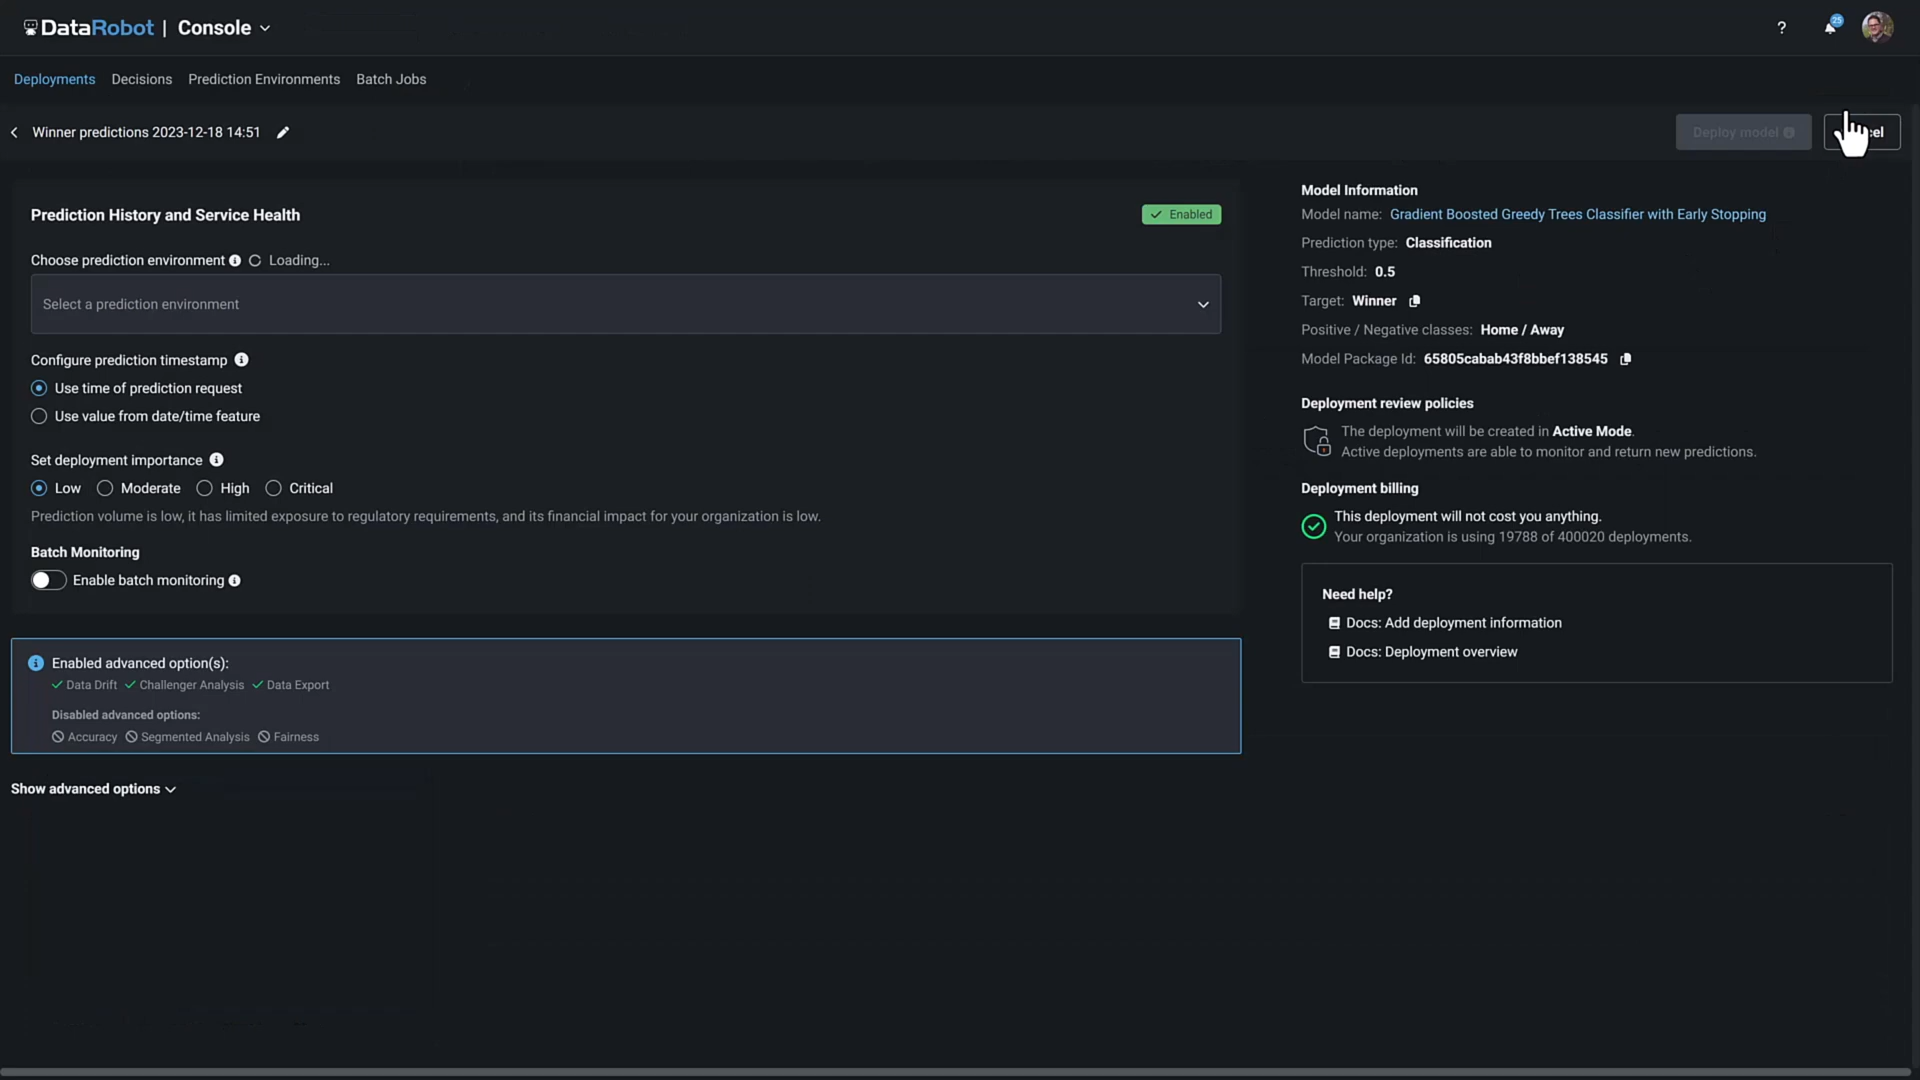 DataRobot | Console
?
25
Deployments Decisions Prediction Environments Batch Jobs
Winner predictions 2023-12-18 14:51
Deploy model
Prediction History and Service Health
Enabled
Choose prediction environment Loading...
Select a prediction environment
Configure prediction timestamp
Use time of prediction request
Use value from date/time feature
Set deployment importance
Low Moderate High Critical
Prediction volume is low, it has limited exposure to regulatory requirements, and its financial impact for your organization is low.
Batch Monitoring
Enable batch monitoring
Enabled advanced option(s):
Data Drift Challenger Analysis Data Export
Disabled advanced options:
Accuracy Segmented Analysis Fairness
Show advanced options
Model Information
Model name: Gradient Boosted Greedy Trees Classifier with Early Stopping
Prediction type: Classification
Threshold: 0.5
Target: Winner
Positive / Negative classes: Home / Away
Model Package Id: 65805cabab43f8bbef138545
Deployment review policies
The deployment will be created in Active Mode.
Active deployments are able to monitor and return new predictions.
Deployment billing
This deployment will not cost you anything.
Your organization is using 19788 of 400020 deployments.
Need help?
Docs: Add deployment information
Docs: Deployment overview